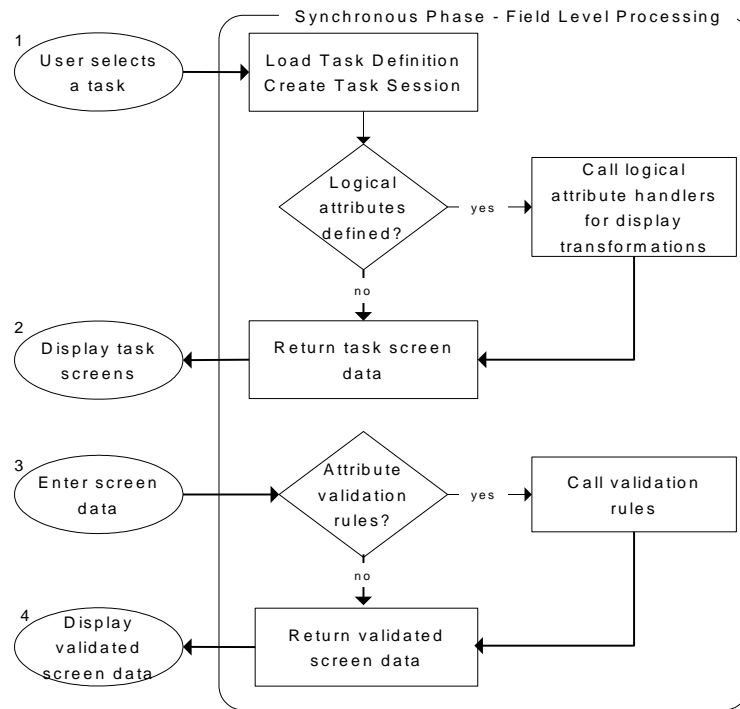 Synchronous Phase - Field Level Processing
1
User selects
a task
Load Task Definition
Create Task Session
Logical
attributes
defined?
yes
Call logical
attribute handlers
for display
transformations
no
2
Display task
screens
Return task screen
data
3
Enter screen
data
Attribute
validation
rules?
yes
Call validation
rules
no
4
Display
validated
screen data
Return validated
screen data